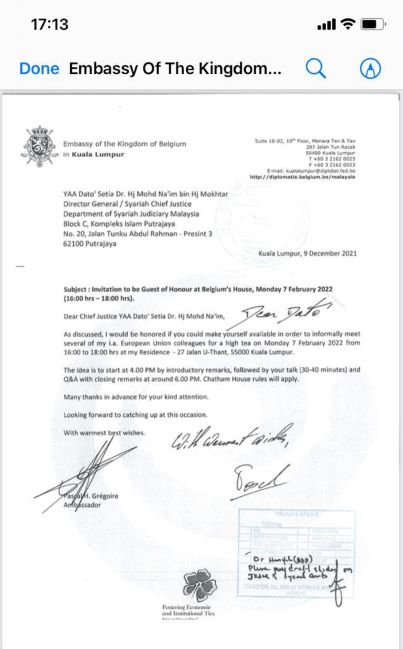 17:13
Done Embassy Of The Kingdom...
Embassy of the Kingdom of Belgium
in Kuala Lumpur
Suite 10-02, 10th Floor, Menara Tan & Tan
207 Jalan Tun Razak
50400 Kuala Lumpur
T +60 3 2162 0025
F +60 3 2162 0023
E-mail: kualalumpur@diplobel.fed.be
http://diplomatie.belgium.be/malaysia
YAA Dato' Setia Dr. Hj Mohd Na'im bin Hj Mokhtar
Director General / Syariah Chief Justice
Department of Syariah Judiciary Malaysia
Block C, Kompleks Islam Putrajaya
No. 20, Jalan Tunku Abdul Rahman - Presint 3
62100 Putrajaya
Kuala Lumpur, 9 December 2021
Subject : Invitation to be Guest of Honour at Belgium's House, Monday 7 February 2022
(16:00 hrs – 18:00 hrs).
Dear Chief Justice YAA Dato' Setia Dr. Hj Mohd Na'im,
Dear Dato'
As discussed, I would be honored if you could make yourself available in order to informally meet
several of my i.a. European Union colleagues for a high tea on Monday 7 February 2022 from
16:00 to 18:00 hrs at my Residence - 27 Jalan U-Thant, 55000 Kuala Lumpur.
The idea is to start at 4.00 PM by introductory remarks, followed by your talk (30-40 minutes) and
Q&A with closing remarks at around 6.00 PM. Chatham House rules will apply.
Many thanks in advance for your kind attention.
Looking forward to catching up at this occasion.
With warmest best wishes.
With warmest wishes,
Pascal
Pascal H. Grégoire
Ambassador
Please draft slides on
Fostering Economic
and Institutional Ties